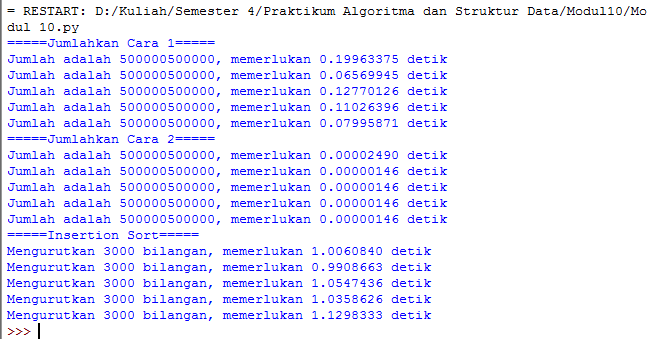 = RESTART: D:/Kuliah/Semester 4/Praktikum Algoritma dan Struktur Data/Modul10/Mo
dul 10.py
=====Jumlahkan Cara 1=====
Jumlah adalah 500000500000, memerlukan 0.19963375 detik
Jumlah adalah 500000500000, memerlukan 0.06569945 detik
Jumlah adalah 500000500000, memerlukan 0.12770126 detik
Jumlah adalah 500000500000, memerlukan 0.11026396 detik
Jumlah adalah 500000500000, memerlukan 0.07995871 detik
=====Jumlahkan Cara 2=====
Jumlah adalah 500000500000, memerlukan 0.00002490 detik
Jumlah adalah 500000500000, memerlukan 0.00000146 detik
Jumlah adalah 500000500000, memerlukan 0.00000146 detik
Jumlah adalah 500000500000, memerlukan 0.00000146 detik
Jumlah adalah 500000500000, memerlukan 0.00000146 detik
=====Insertion Sort=====
Mengurutkan 3000 bilangan, memerlukan 1.0060840 detik
Mengurutkan 3000 bilangan, memerlukan 0.9908663 detik
Mengurutkan 3000 bilangan, memerlukan 1.0547436 detik
Mengurutkan 3000 bilangan, memerlukan 1.0358626 detik
Mengurutkan 3000 bilangan, memerlukan 1.1298333 detik
>>>